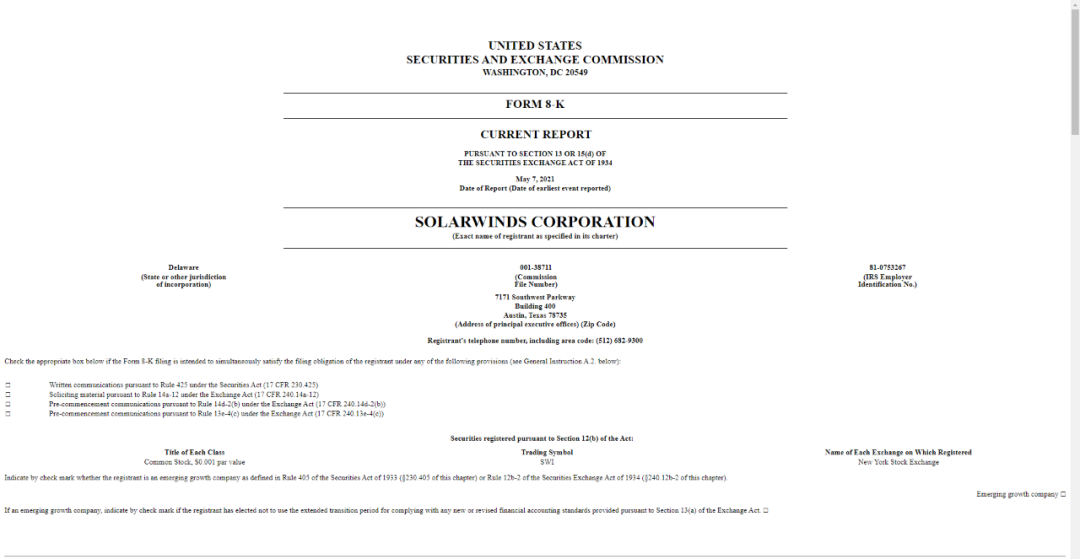 UNITED STATES
SECURITIES AND EXCHANGE COMMISSION
WASHINGTON, DC 20549
FORM 8-K
CURRENT REPORT
PURSUANT TO SECTION 13 OR 15(d) OF
THE SECURITIES EXCHANGE ACT OF 1934
May 7, 2021
Date of Report (Date of earliest event reported)
SOLARWINDS CORPORATION
(Exact name of registrant as specified in its charter)
Delaware 001-38711 81-0753267
(State or other jurisdiction (Commission (IRS Employer
of incorporation) File Number) Identification No.)
7171 Southwest Parkway
Building 400
Austin, Texas 78735
(Address of principal executive offices) (Zip Code)
Registrant's telephone number, including area code: (512) 682-9300
Check the appropriate box below if the Form 8-K filing is intended to simultaneously satisfy the filing obligation of the registrant under any of the following provisions (see General Instruction A.2. below):
☐ Written communications pursuant to Rule 425 under the Securities Act (17 CFR 230.425)
☐ Soliciting material pursuant to Rule 14a-12 under the Exchange Act (17 CFR 240.14a-12)
☐ Pre-commencement communications pursuant to Rule 14d-2(b) under the Exchange Act (17 CFR 240.14d-2(b))
☐ Pre-commencement communications pursuant to Rule 13e-4(c) under the Exchange Act (17 CFR 240.13e-4(c))
Securities registered pursuant to Section 12(b) of the Act:
Title of Each Class Trading Symbol Name of Each Exchange on Which Registered
Common Stock, $0.001 par value SWI New York Stock Exchange
Indicate by check mark whether the registrant is an emerging growth company as defined in Rule 405 of the Securities Act of 1933 (§230.405 of this chapter) or Rule 12b-2 of the Securities Exchange Act of 1934 (§240.12b-2 of this chapter).
Emerging growth company ☐
If an emerging growth company, indicate by check mark if the registrant has elected not to use the extended transition period for complying with any new or revised financial accounting standards provided pursuant to Section 13(a) of the Exchange Act. ☐